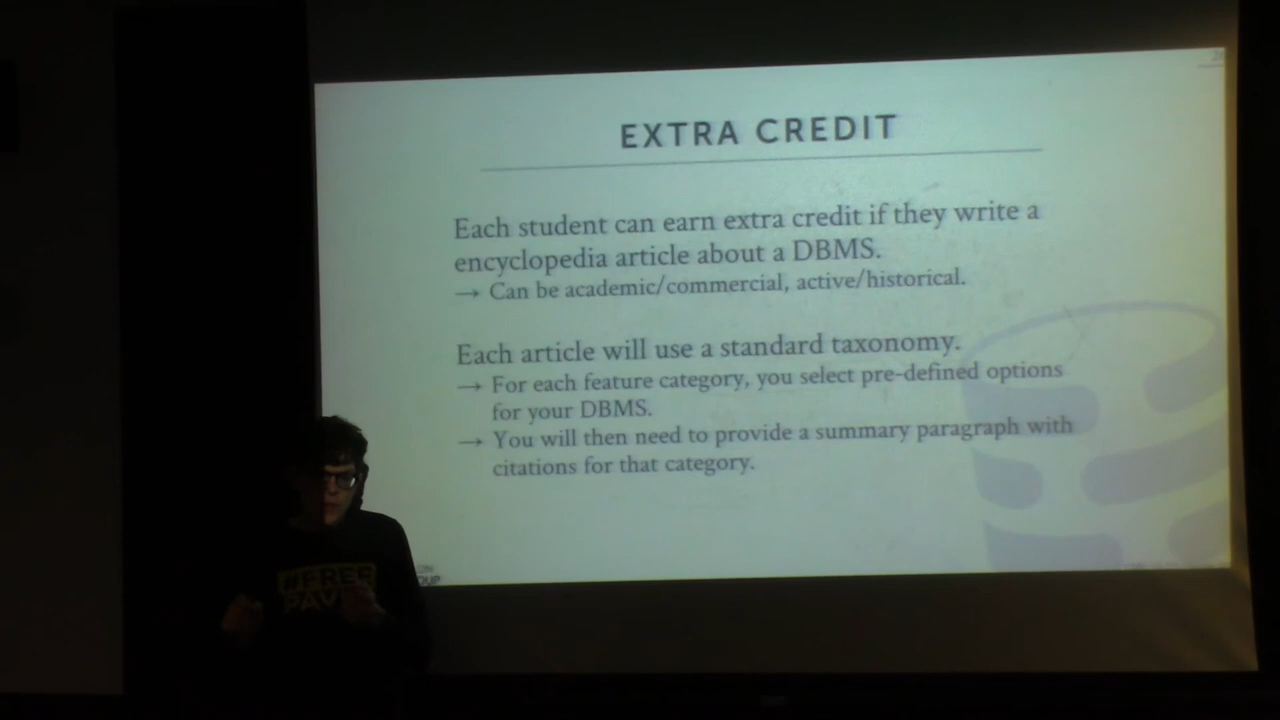 EXTRA CREDIT
Each student can earn extra credit if they write a
encyclopedia article about a DBMS.
→ Can be academic/commercial, active/historical.
Each article will use a standard taxonomy.
→ For each feature category, you select pre-defined options
for your DBMS.
→ You will then need to provide a summary paragraph with
citations for that category.
#FREE